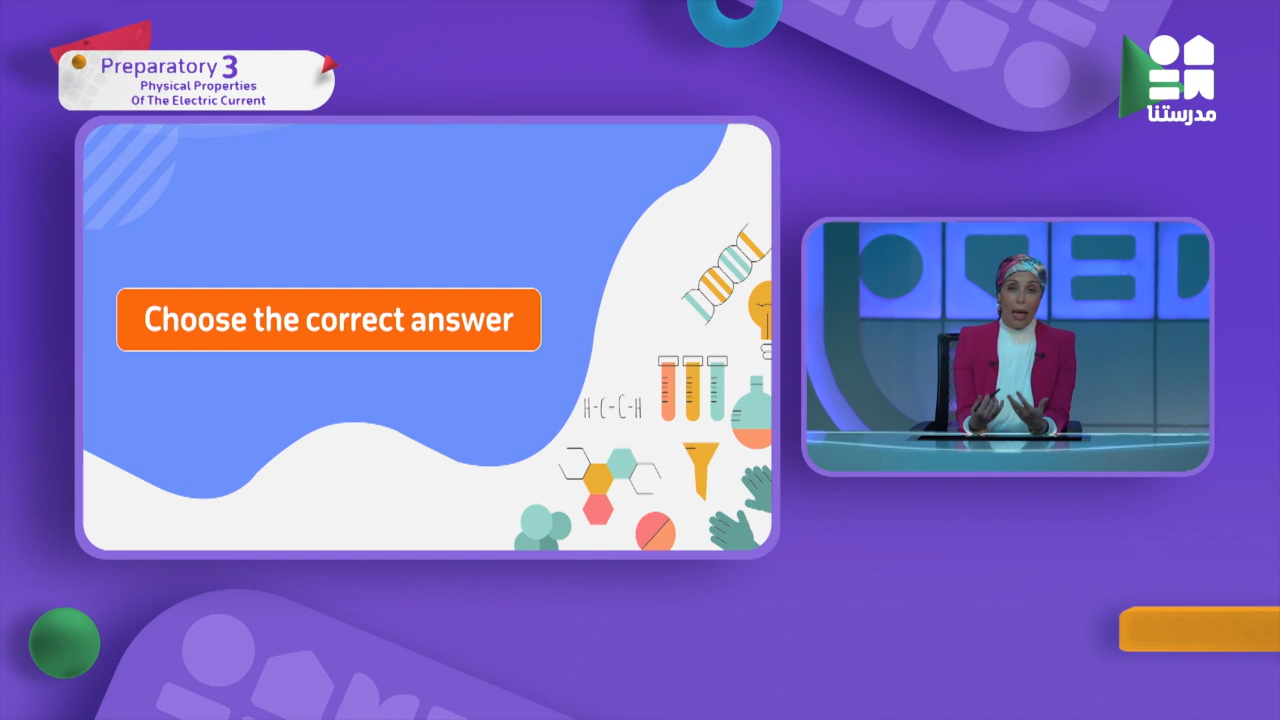 Preparatory 3
Physical Properties
Of The Electric Current
مدرستنا
Choose the correct answer
H-C-C-H